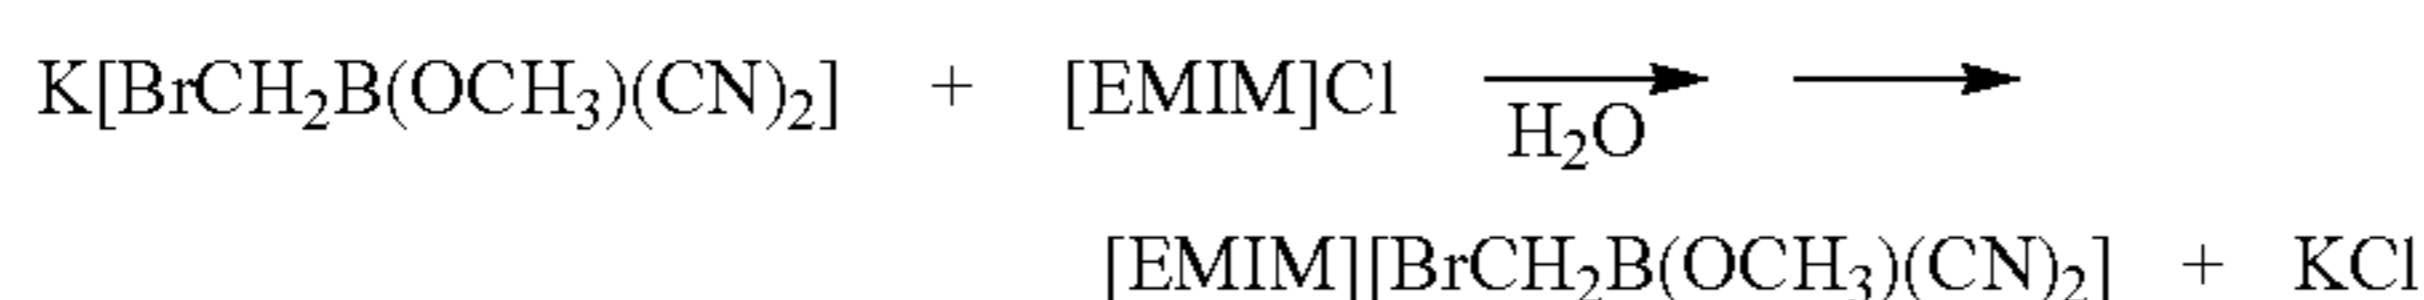 K[BrCH₂B(OCH₃)(CN)₂] + [EMIM]Cl ⟶ ⟶
H₂O
[EMIM][BrCH₂B(OCH₃)(CN)₂] + KCl